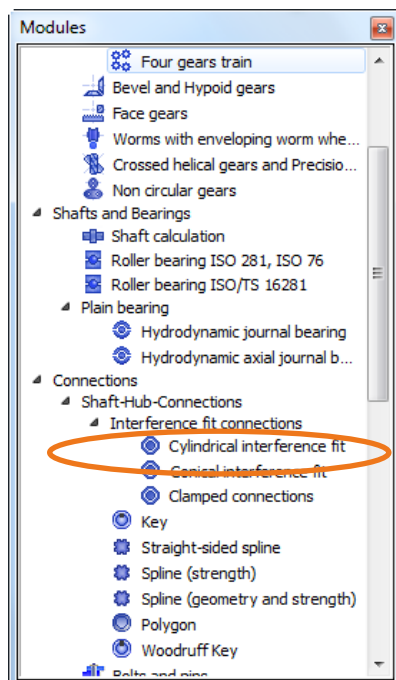 Modules
Four gears train
Bevel and Hypoid gears
Face gears
Worms with enveloping worm whe...
Crossed helical gears and Precisio...
Non circular gears
Shafts and Bearings
Shaft calculation
Roller bearing ISO 281, ISO 76
Roller bearing ISO/TS 16281
Plain bearing
Hydrodynamic journal bearing
Hydrodynamic axial journal b...
Connections
Shaft-Hub-Connections
Interference fit connections
Cylindrical interference fit
Conical interference fit
Clamped connections
Key
Straight-sided spline
Spline (strength)
Spline (geometry and strength)
Polygon
Woodruff Key
Bolts and pins